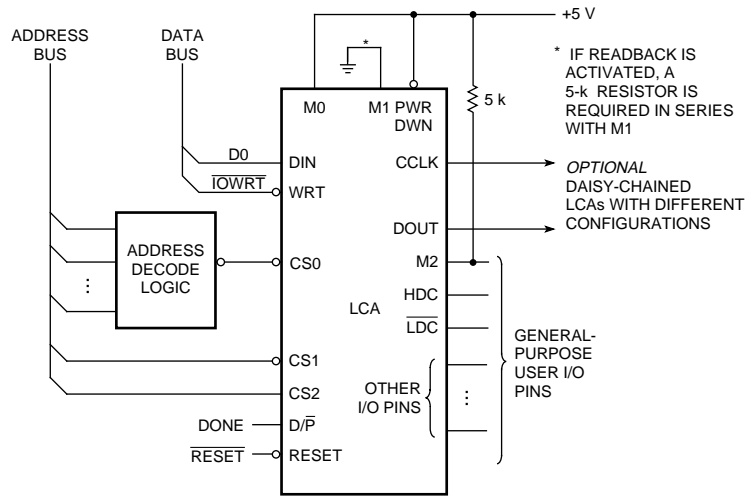 ADDRESS
BUS
DATA
BUS
+5 V
*
* IF READBACK IS
ACTIVATED, A
5-k RESISTOR IS
REQUIRED IN SERIES
WITH M1
M0
M1
PWR
DWN
5 k
D0
DIN
CCLK
IOWRT
WRT
OPTIONAL
DAISY-CHAINED
LCAs WITH DIFFERENT
CONFIGURATIONS
DOUT
ADDRESS
DECODE
LOGIC
CS0
M2
HDC
LCA
LDC
GENERAL-
PURPOSE
USER I/O
PINS
CS1
CS2
OTHER
I/O PINS
DONE
D/P̅
RESET
RESET